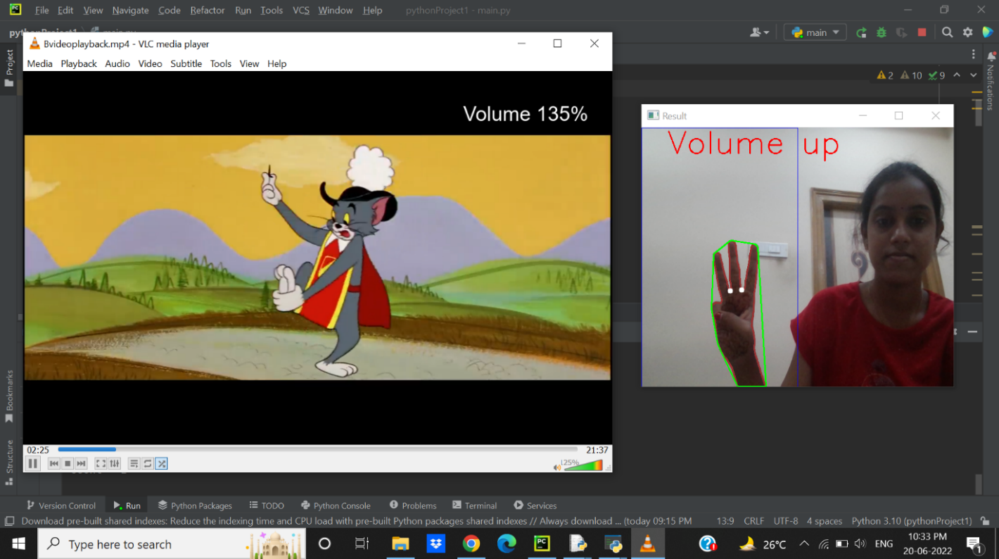 PC File Edit View Navigate Code Refactor Run Tools VCS Window Help pythonProject1 - main.py
pythonProject1 main.py main
Bvideoplayback.mp4 - VLC media player
Media Playback Audio Video Subtitle Tools View Help
Volume 135%
02:25 21:37
125%
Project
Bookmarks
Structure
2 10 9
Notifications
Result
Volume up
Version Control Run Python Packages TODO Python Console Problems Terminal Services
Download pre-built shared indexes: Reduce the indexing time and CPU load with pre-built Python packages shared indexes // Always download ... (today 09:15 PM 13:9 CRLF UTF-8 4 spaces Python 3.10 (pythonProject1)
Type here to search PC 26°C ENG 10:33 PM
20-06-2022 1